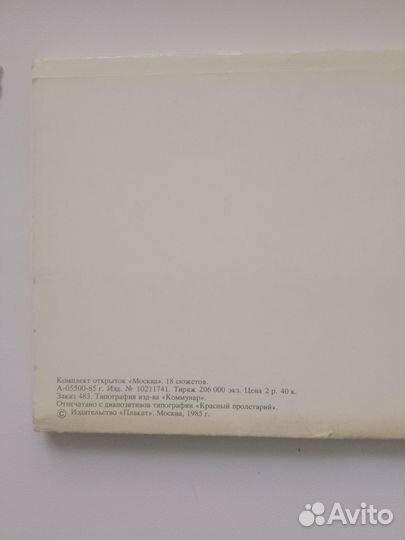 Комплект открыток «Москва». 18 сюжетов.
А-05500-85 г. Изд. № 10211741. Тираж 206 000 экз. Цена 2 р. 40 к.
Заказ 483. Типография изд-ва «Коммунар».
Отпечатано с диапозитивов типографии «Красный пролетарий».
© Издательство «Плакат». Москва, 1985 г.
Avito